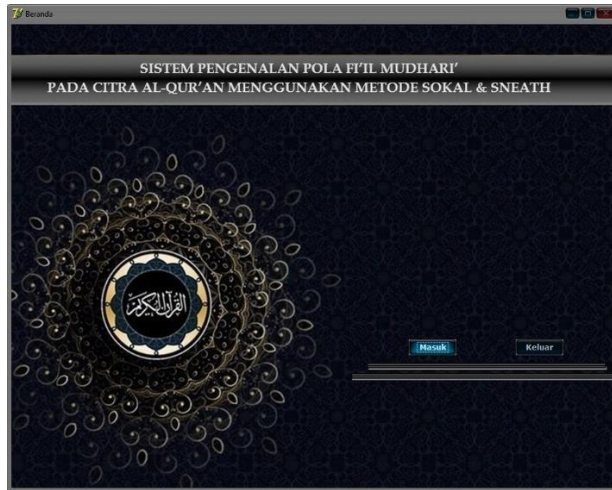 Beranda
SISTEM PENGENALAN POLA FI'IL MUDHARI'
PADA CITRA AL-QUR'AN MENGGUNAKAN METODE SOKAL & SNEATH
القرآن الكريم
Masuk
Keluar